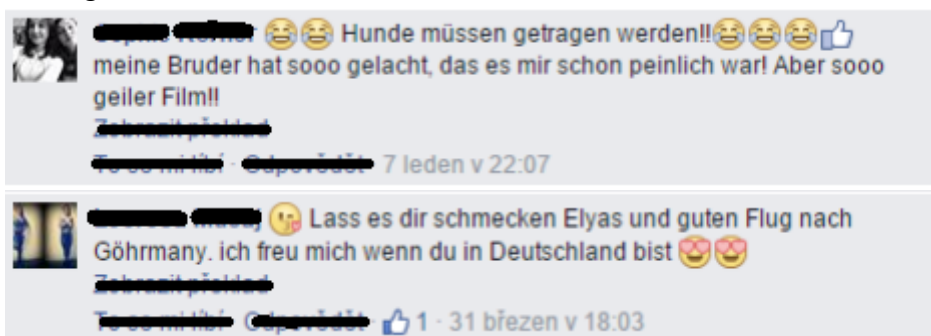 😂😂 Hunde müssen getragen werden!!😂😂😂👍
meine Bruder hat sooo gelacht, das es mir schon peinlich war! Aber sooo
geiler Film!!
7 leden v 22:07
😘 Lass es dir schmecken Elyas und guten Flug nach
Göhrmany. ich freu mich wenn du in Deutschland bist 😍😍
1 · 31 březen v 18:03